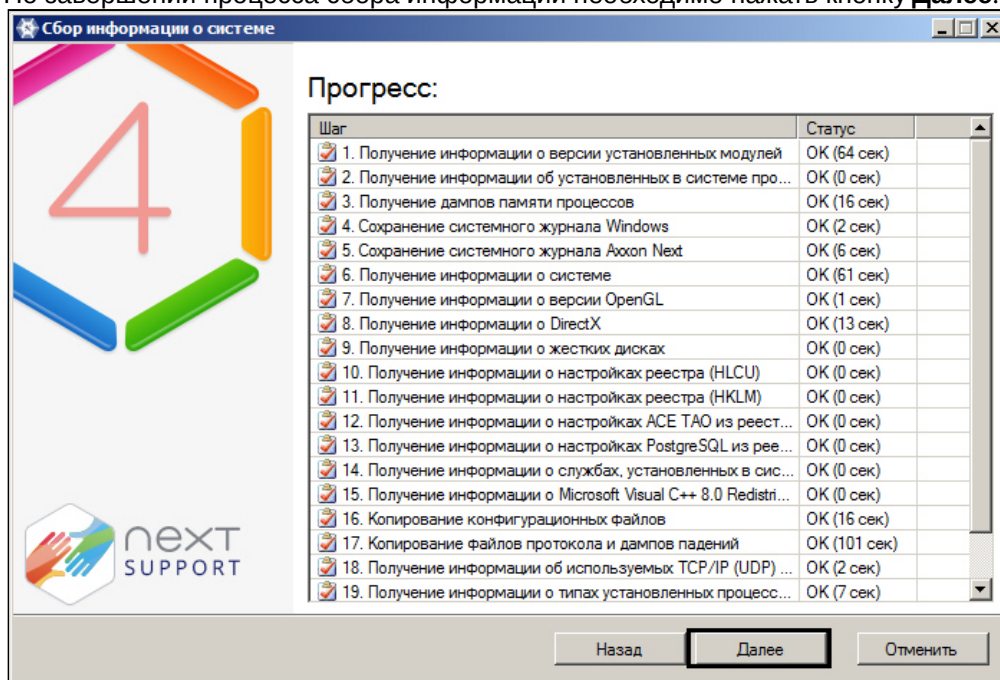 По завершении процесса сбора информации необходимо нажать кнопку Далее.
Сбор информации о системе
4
Прогресс:
Шаг Статус
1. Получение информации о версии установленных модулей OK (64 сек)
2. Получение информации об установленных в системе про... OK (0 сек)
3. Получение дампов памяти процессов OK (16 сек)
4. Сохранение системного журнала Windows OK (2 сек)
5. Сохранение системного журнала Axxon Next OK (6 сек)
6. Получение информации о системе OK (61 сек)
7. Получение информации о версии OpenGL OK (1 сек)
8. Получение информации о DirectX OK (13 сек)
9. Получение информации о жестких дисках OK (0 сек)
10. Получение информации о настройках реестра (HLCU) OK (0 сек)
11. Получение информации о настройках реестра (HKLM) OK (0 сек)
12. Получение информации о настройках ACE TAO из реест... OK (0 сек)
13. Получение информации о настройках PostgreSQL из рее... OK (0 сек)
14. Получение информации о службах, установленных в сис... OK (0 сек)
15. Получение информации о Microsoft Visual C++ 8.0 Redistri... OK (0 сек)
16. Копирование конфигурационных файлов OK (16 сек)
17. Копирование файлов протокола и дампов падений OK (101 сек)
18. Получение информации об используемых TCP/IP (UDP) ... OK (2 сек)
19. Получение информации о типах установленных процесс... OK (7 сек)
next
SUPPORT
Назад Далее Отменить